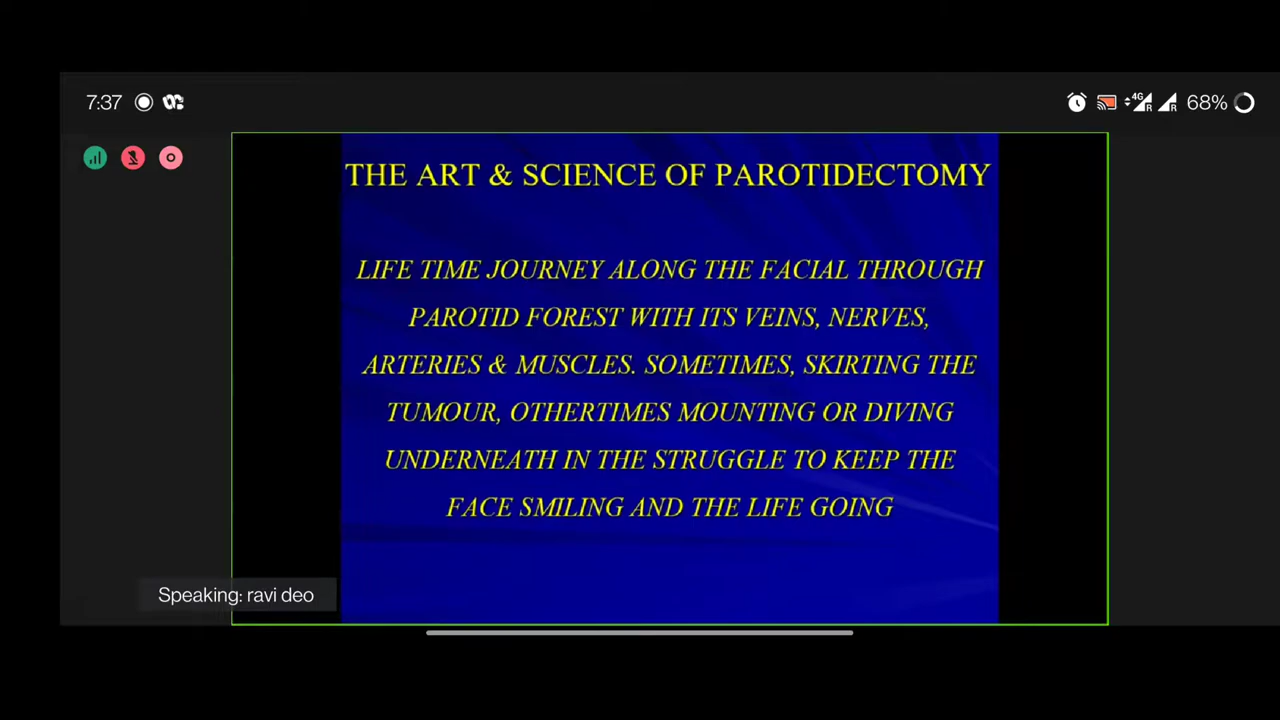 7:37
4G
R
R
68%
THE ART & SCIENCE OF PAROTIDECTOMY
LIFE TIME JOURNEY ALONG THE FACIAL THROUGH
PAROTID FOREST WITH ITS VEINS, NERVES,
ARTERIES & MUSCLES. SOMETIMES, SKIRTING THE
TUMOUR, OTHERTIMES MOUNTING OR DIVING
UNDERNEATH IN THE STRUGGLE TO KEEP THE
FACE SMILING AND THE LIFE GOING
Speaking: ravi deo